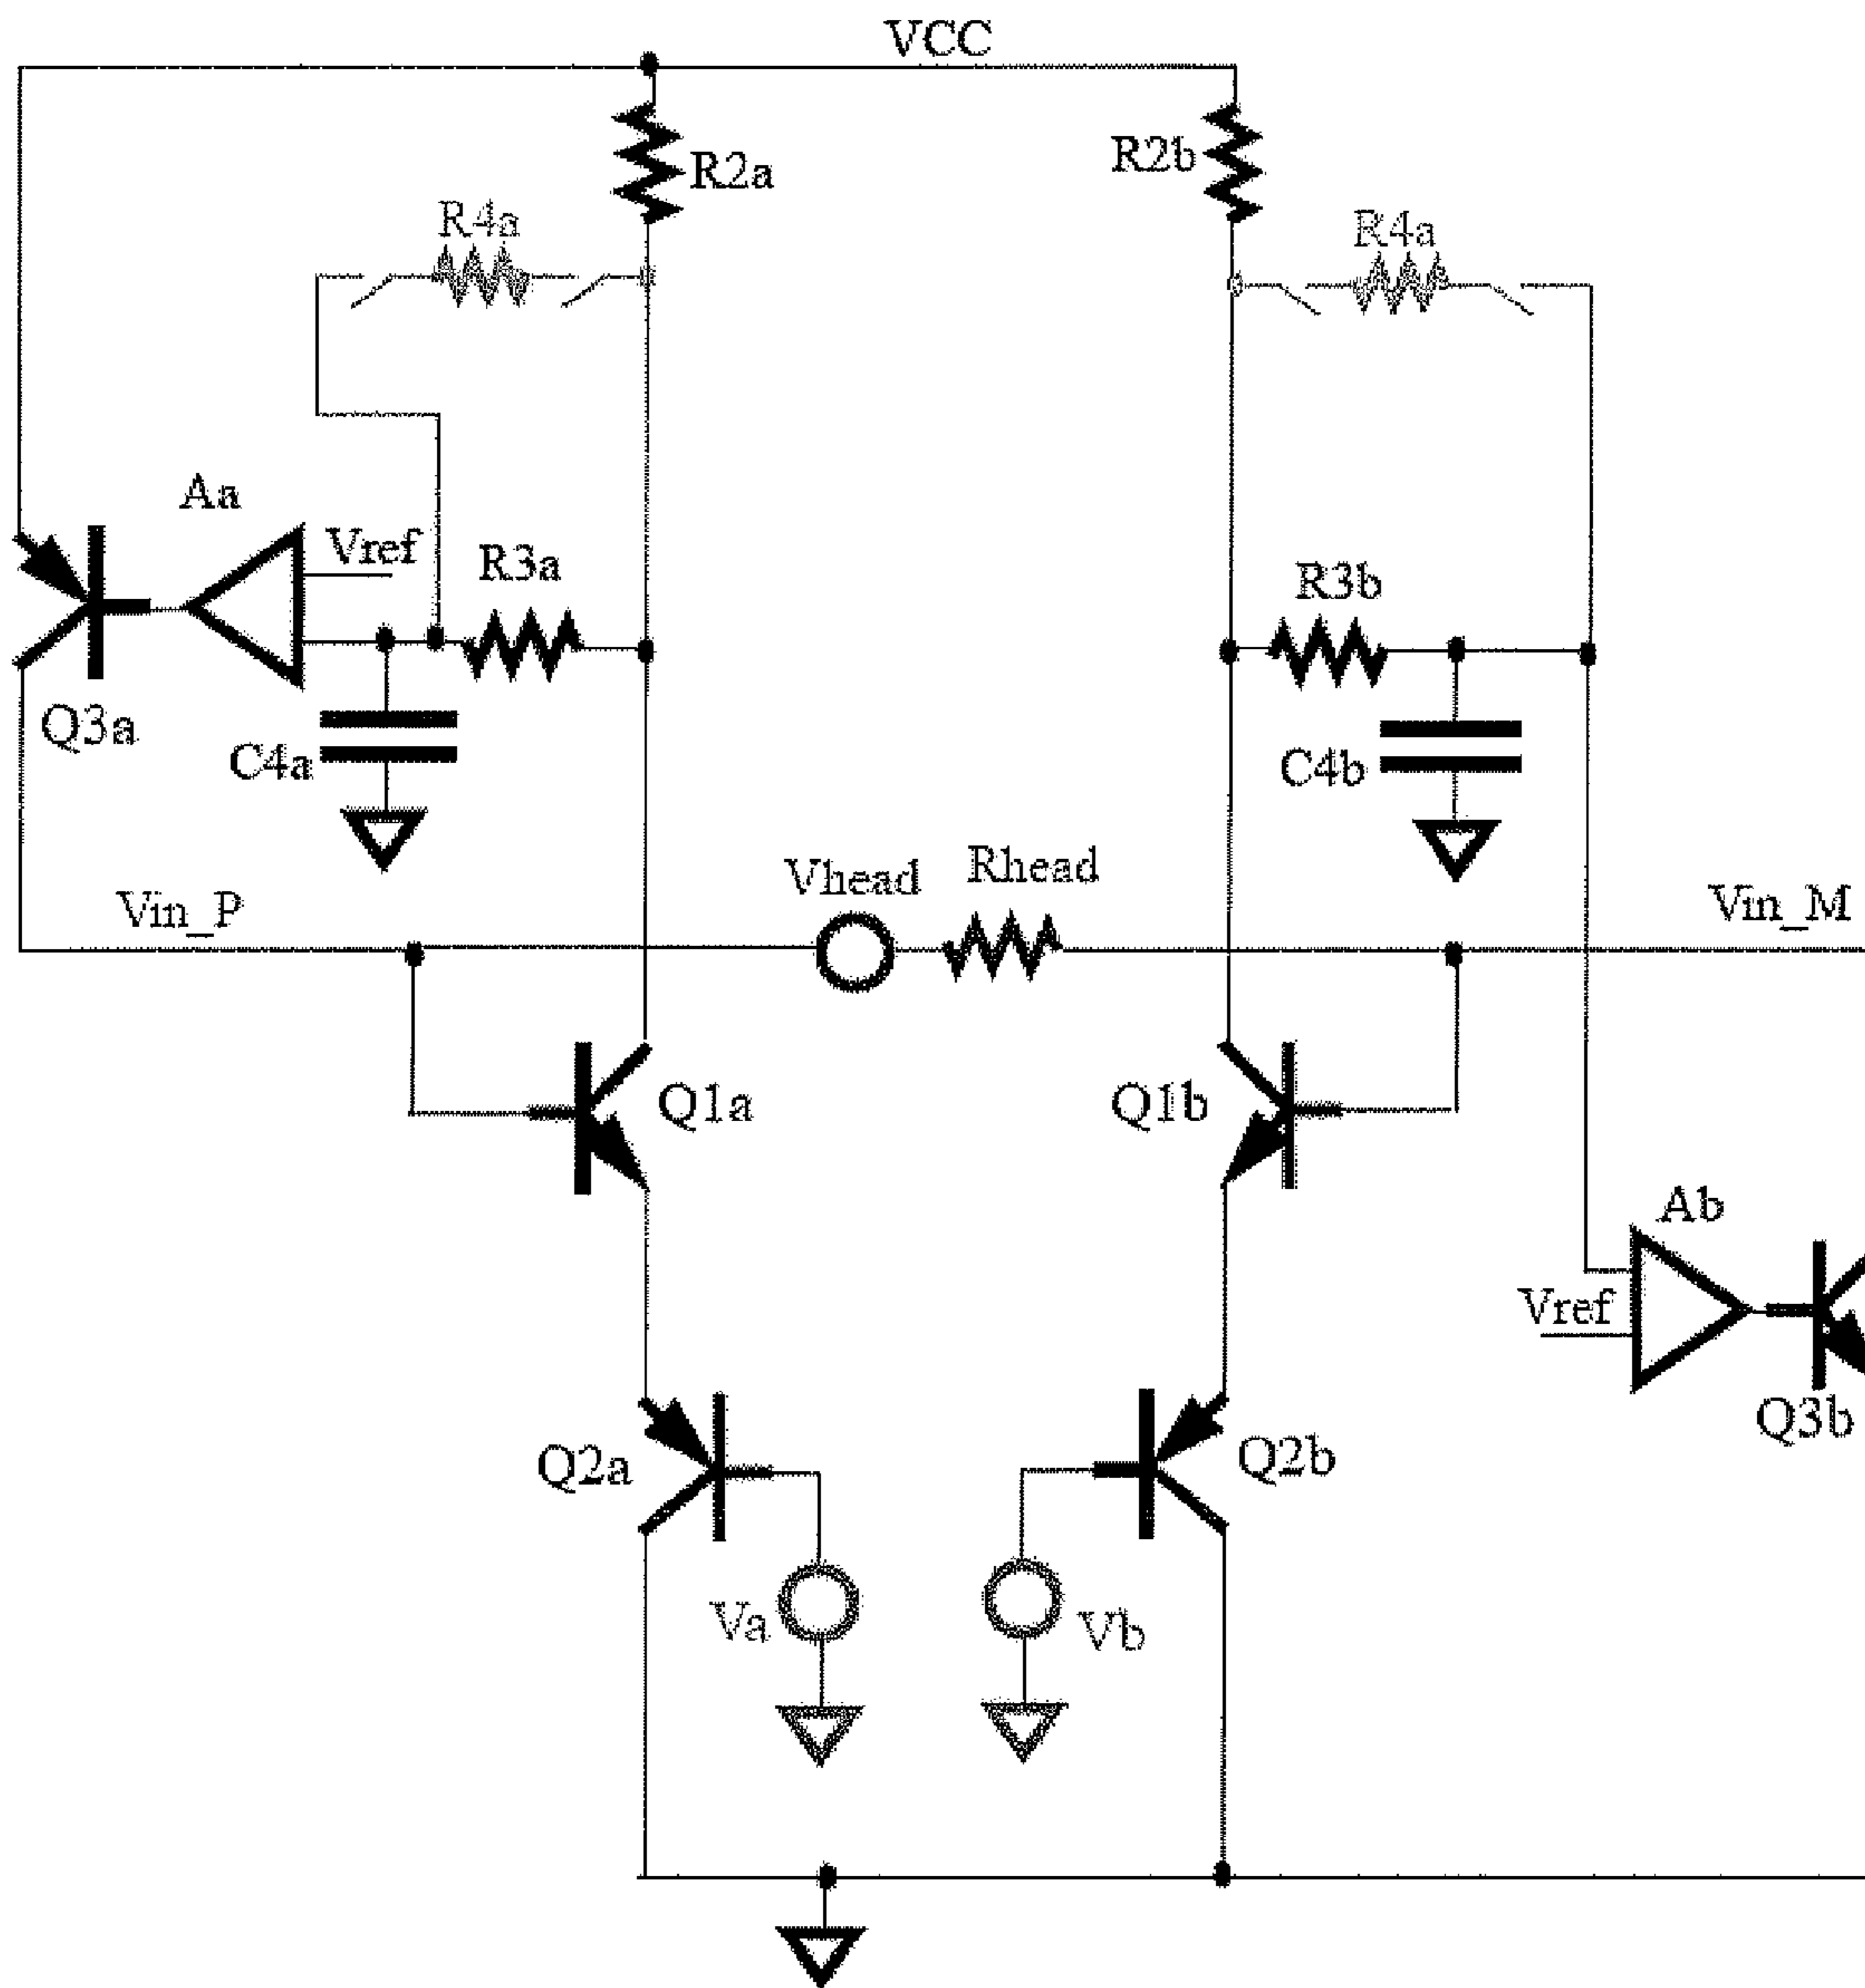 VCC
R2a
R2b
R4a
R4a
Aa
Vref
R3a
R3b
Q3a
C4a
C4b
Vhead
Rhead
Vin_P
Vin_M
Q1a
Q1b
Ab
Vref
Q3b
Q2a
Q2b
Va
Vb